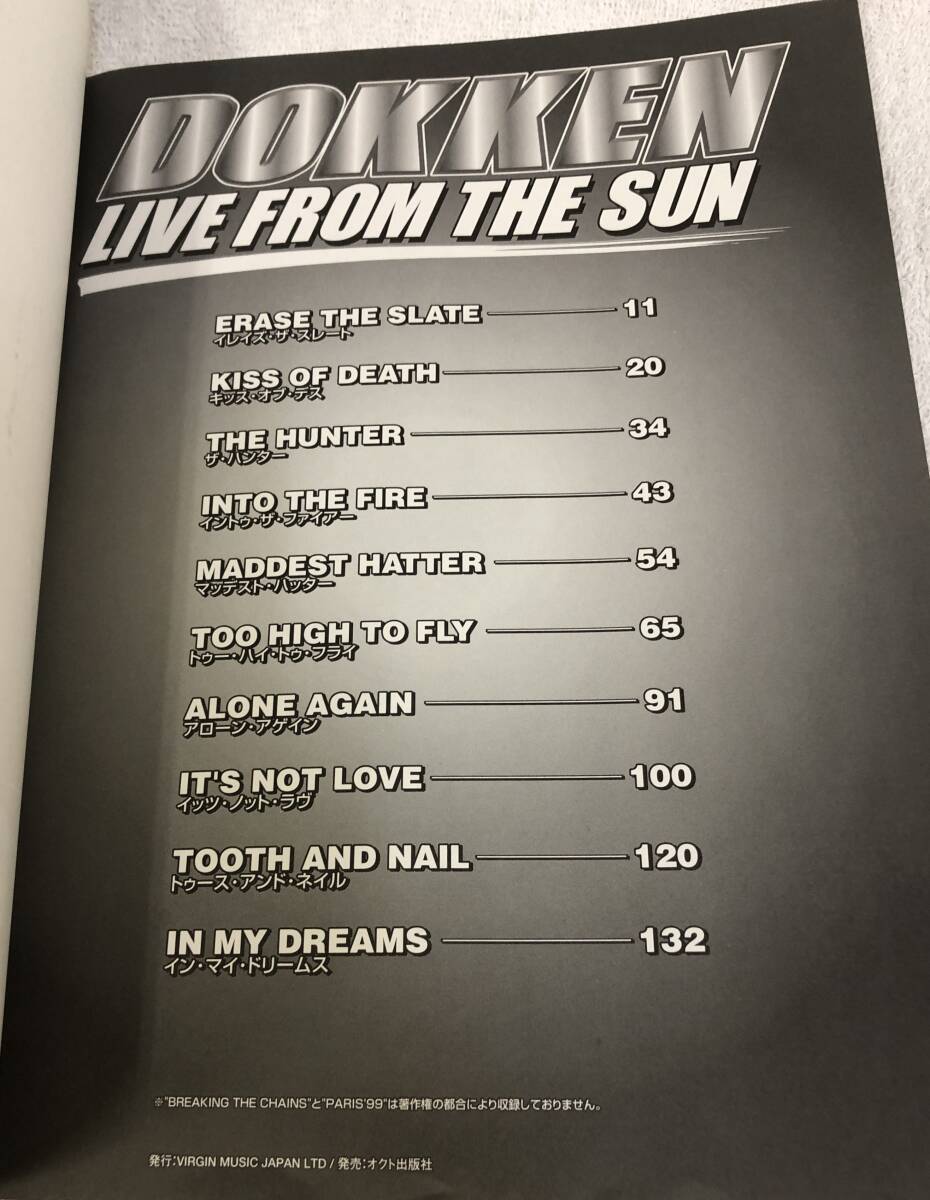 DOKKEN
LIVE FROM THE SUN
ERASE THE SLATE 11
イレイズ・ザ・スレート
KISS OF DEATH 20
キッス・オブ・デス
THE HUNTER 34
ザ・ハンター
INTO THE FIRE 43
イントゥ・ザ・ファイアー
MADDEST HATTER 54
マッデスト・ハッター
TOO HIGH TO FLY 65
トゥー・ハイ・トゥ・フライ
ALONE AGAIN 91
アローン・アゲイン
IT'S NOT LOVE 100
イッツ・ノット・ラヴ
TOOTH AND NAIL 120
トゥース・アンド・ネイル
IN MY DREAMS 132
イン・マイ・ドリームス
※"BREAKING THE CHAINS"と"PARIS'99"は著作権の都合により収録しておりません。
発行:VIRGIN MUSIC JAPAN LTD / 発売:オクト出版社